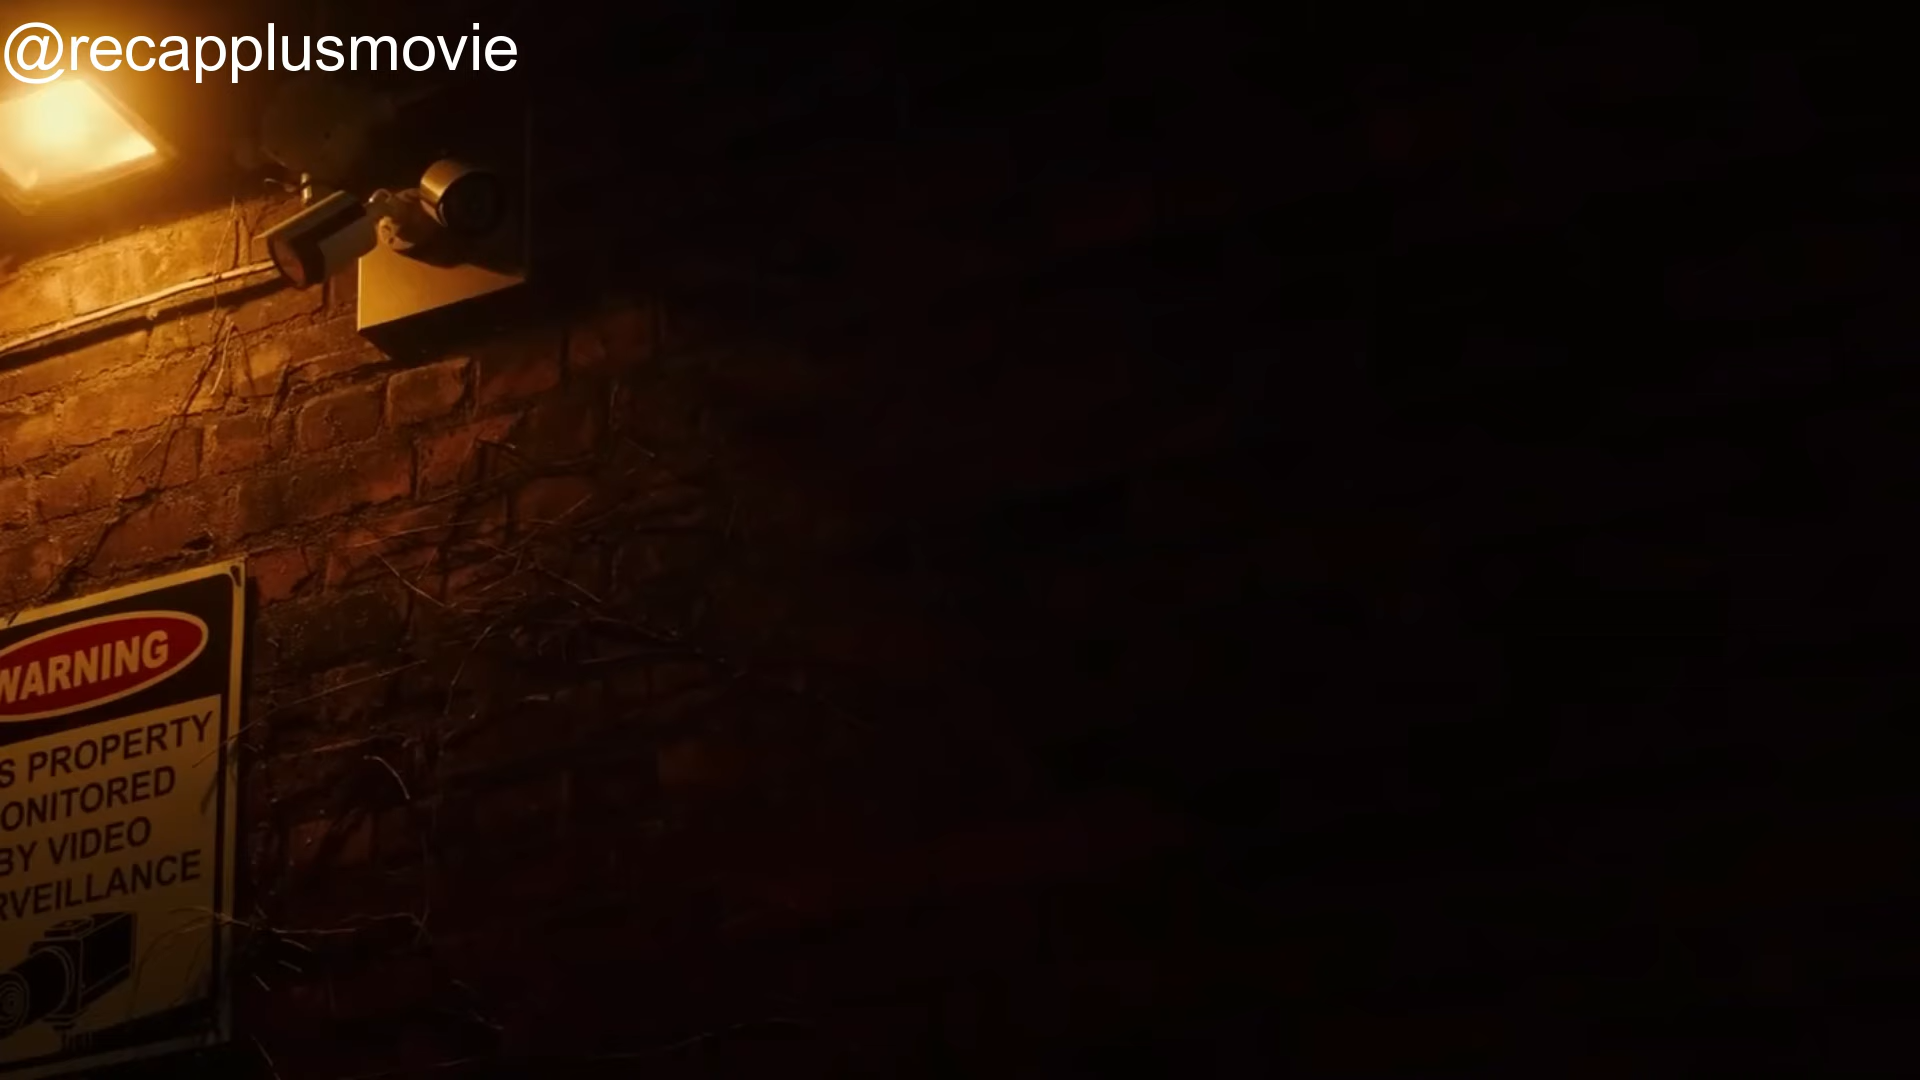 @recapplusmovie
WARNING
S PROPERTY
ONITORED
BY VIDEO
RVEILLANCE